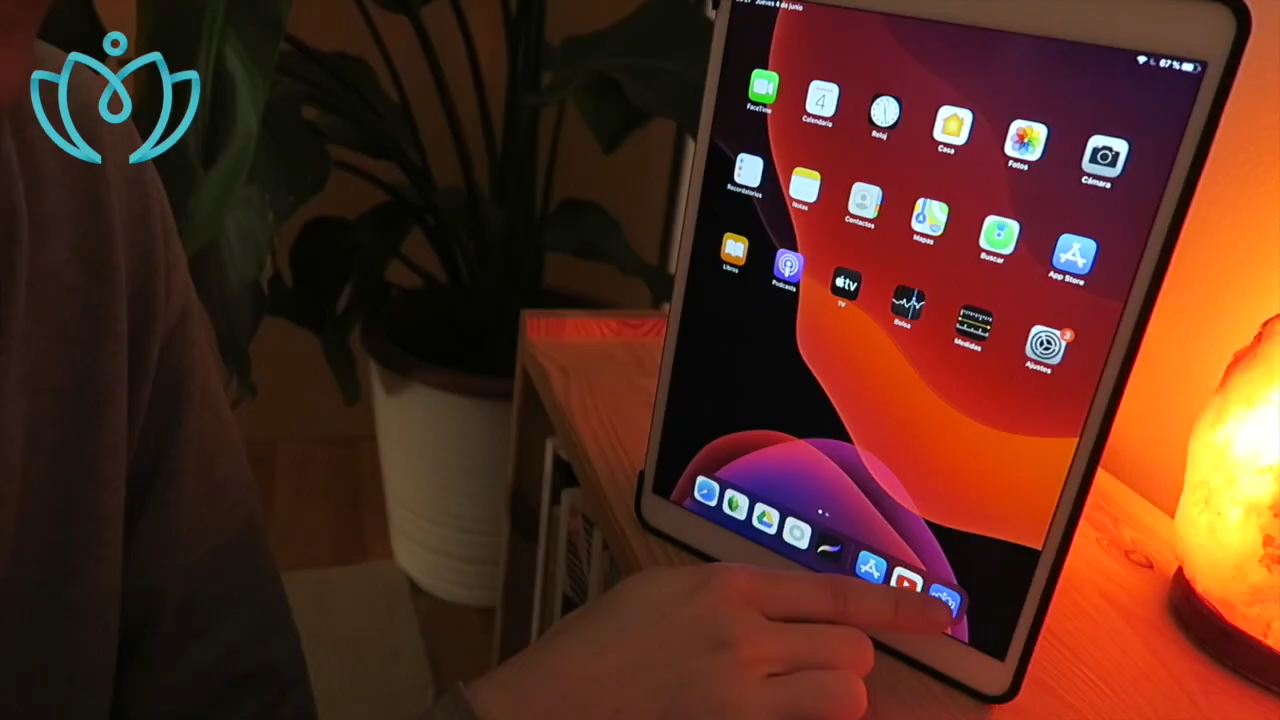 Jueves 4 de junio
67 %
FaceTime
4
Calendario
Reloj
Casa
Fotos
Cámara
Recordatorios
Notas
Contactos
Mapas
Buscar
App Store
Libros
Podcasts
tv
TV
Bolsa
Medidas
3
Ajustes